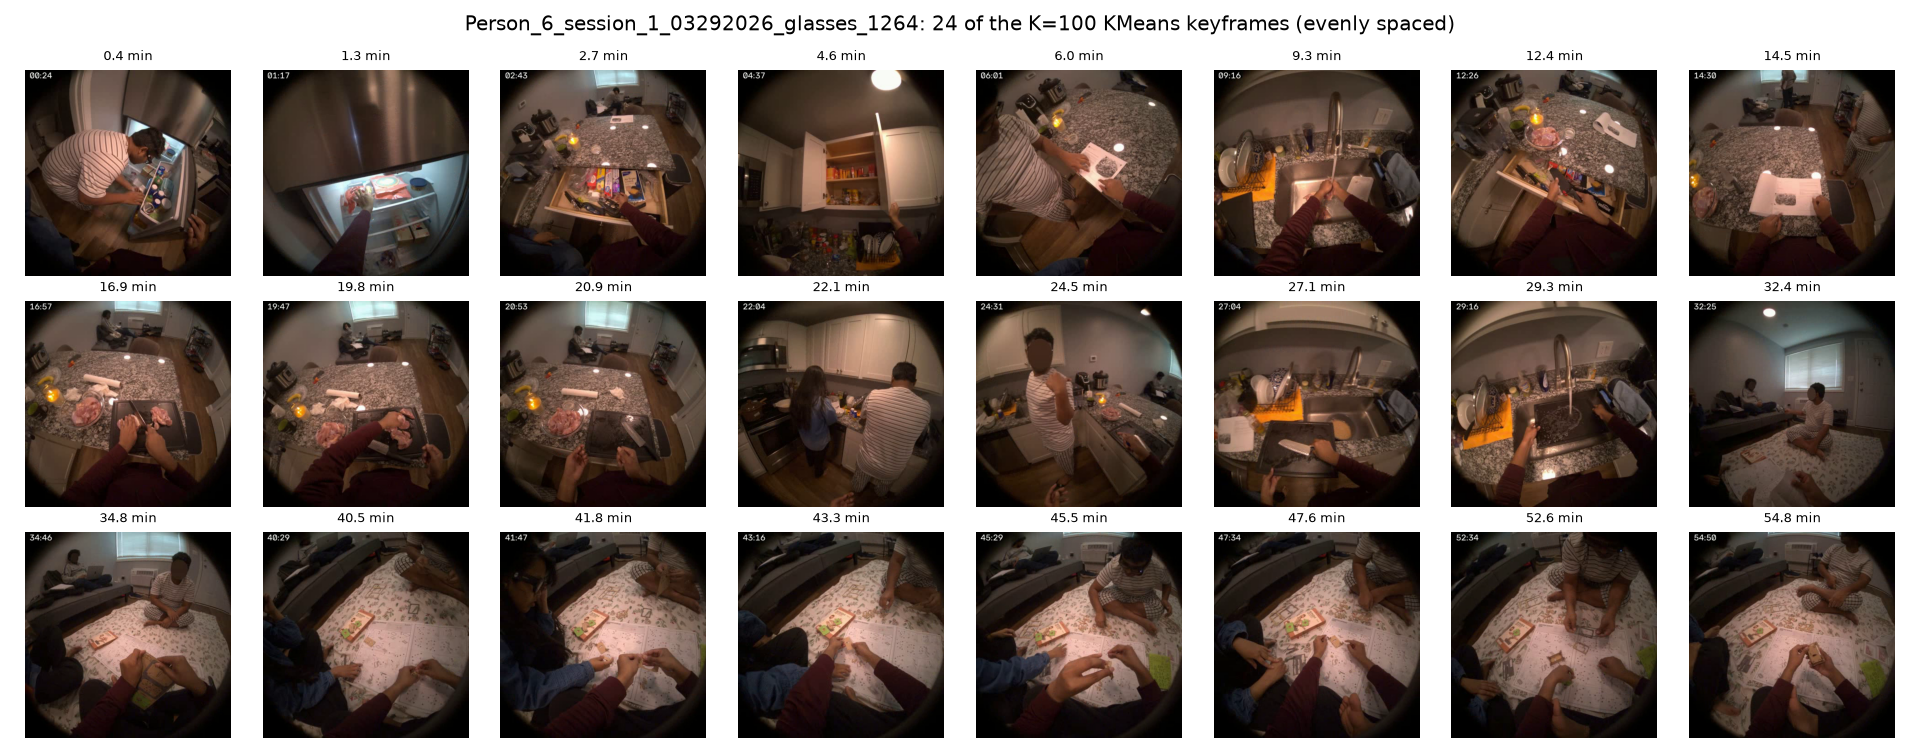 Person_6_session_1_03292026_glasses_1264: 24 of the K=100 KMeans keyframes (evenly spaced)
0.4 min
1.3 min
2.7 min
4.6 min
6.0 min
9.3 min
12.4 min
14.5 min
00:24
01:17
02:43
04:37
06:01
09:16
12:26
14:30
16.9 min
19.8 min
20.9 min
22.1 min
24.5 min
27.1 min
29.3 min
32.4 min
16:57
19:47
20:53
22:04
24:31
27:04
29:16
32:25
34.8 min
40.5 min
41.8 min
43.3 min
45.5 min
47.6 min
52.6 min
54.8 min
34:46
40:29
41:47
43:16
45:29
47:34
52:34
54:50